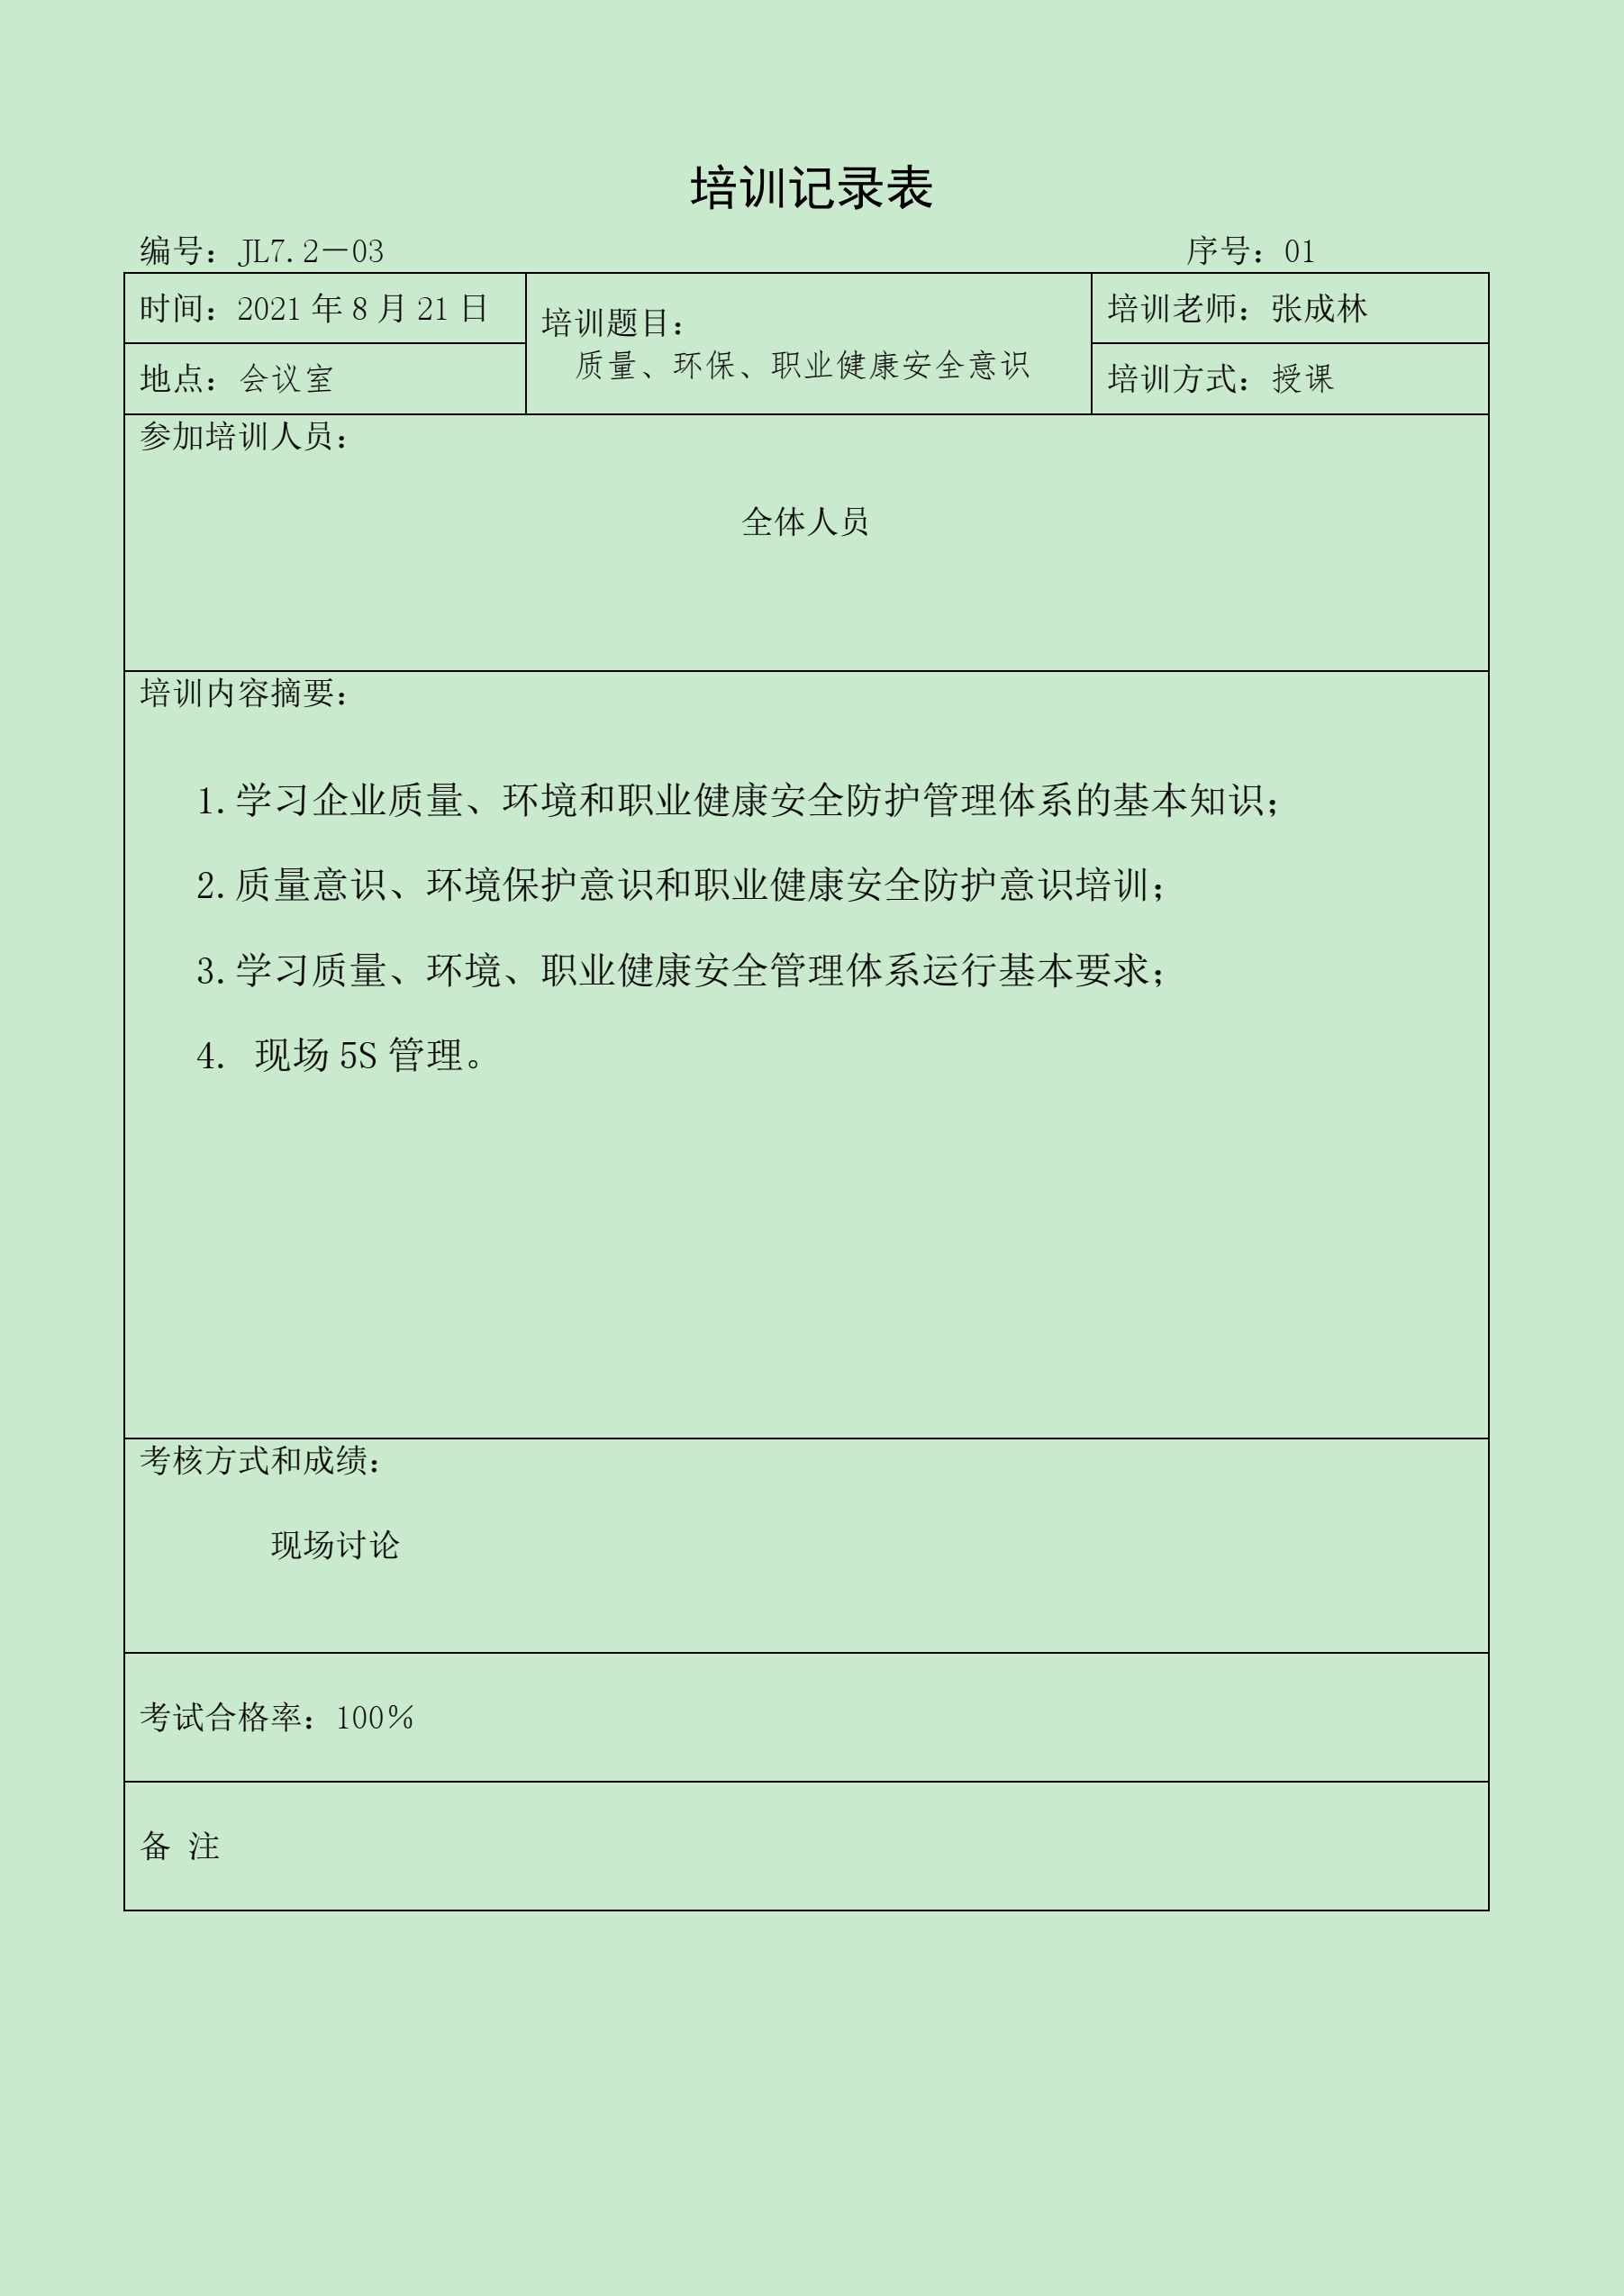 培训记录表
编号：JL7.2－03 序号：01
时间：2021年8月21日
培训题目：
质量、环保、职业健康安全意识
培训老师：张成林
地点：会议室
培训方式：授课
参加培训人员：
全体人员
培训内容摘要：
1.学习企业质量、环境和职业健康安全防护管理体系的基本知识；
2.质量意识、环境保护意识和职业健康安全防护意识培训；
3.学习质量、环境、职业健康安全管理体系运行基本要求；
4. 现场5S管理。
考核方式和成绩：
现场讨论
考试合格率：100％
备 注